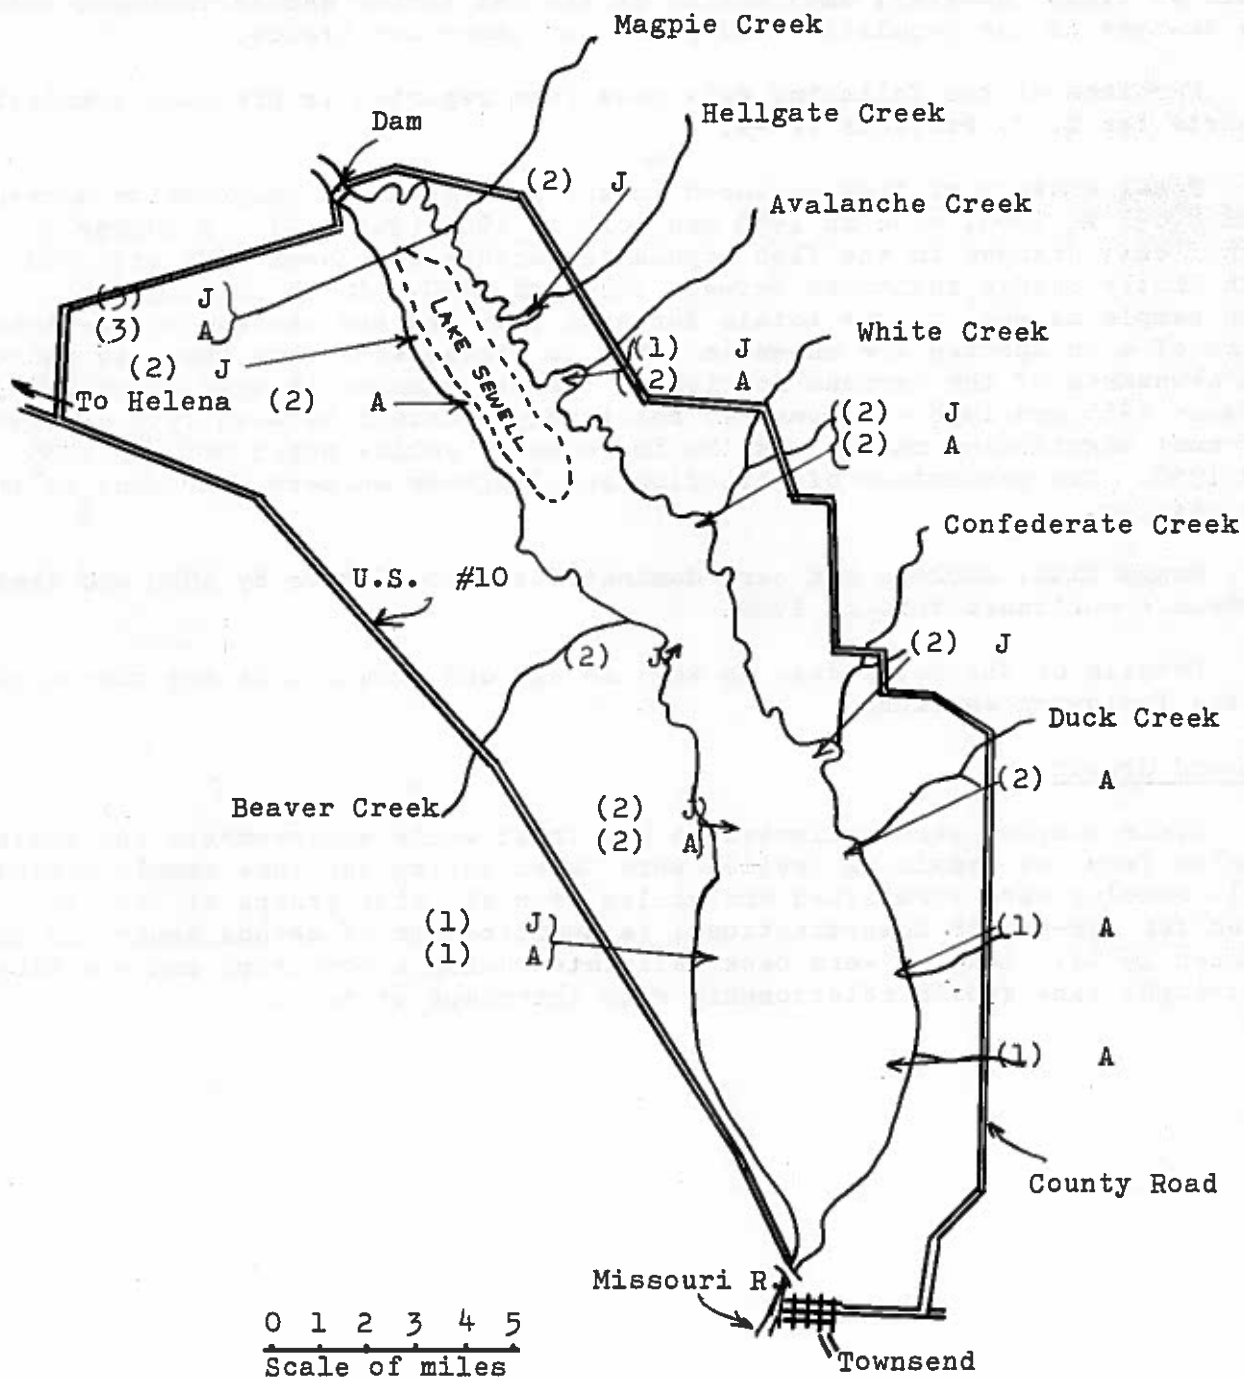 Magpie Creek
Dam
Hellgate Creek
(2) J
Avalanche Creek
(3) J
(3) A
LAKE SEWELL
White Creek
(1) J
(2) A
(2) J
To Helena (2) A
(2) J
(2) A
Confederate Creek
U.S. #10
(2) J
(2) J
Duck Creek
(2) A
Beaver Creek
(2) J
(2) A
(1) J
(1) A
(1) A
(1) A
County Road
Missouri R.
0 1 2 3 4 5
Scale of miles
Townsend